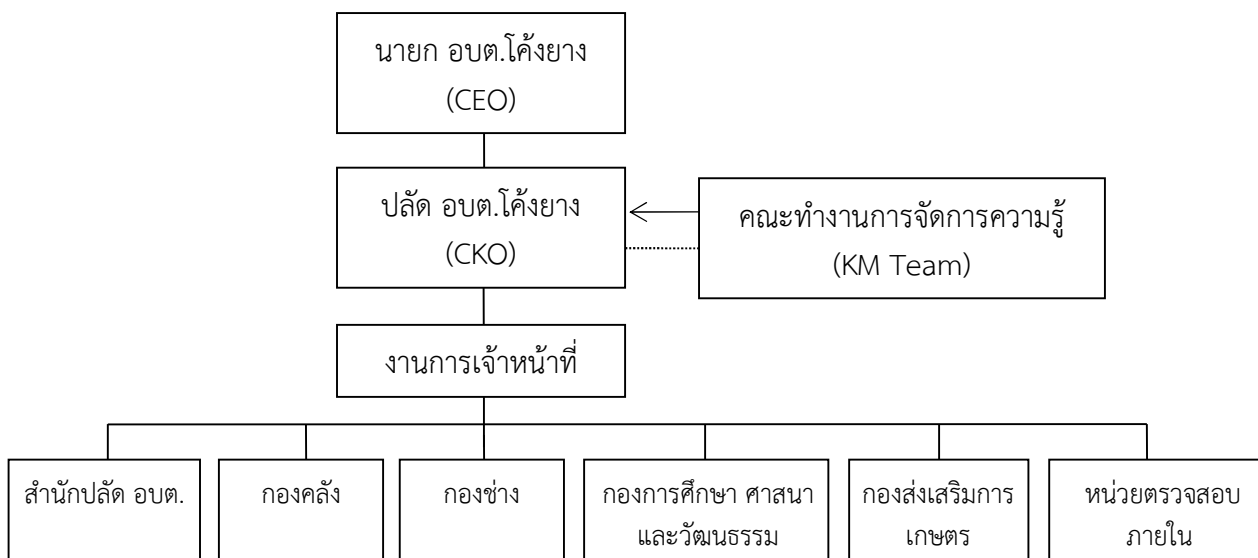 นายก อบต.โค้งยาง
(CEO)
ปลัด อบต.โค้งยาง
(CKO)
คณะทำงานการจัดการความรู้
(KM Team)
งานการเจ้าหน้าที่
สำนักปลัด อบต.
กองคลัง
กองช่าง
กองการศึกษา ศาสนา
และวัฒนธรรม
กองส่งเสริมการ
เกษตร
หน่วยตรวจสอบ
ภายใน